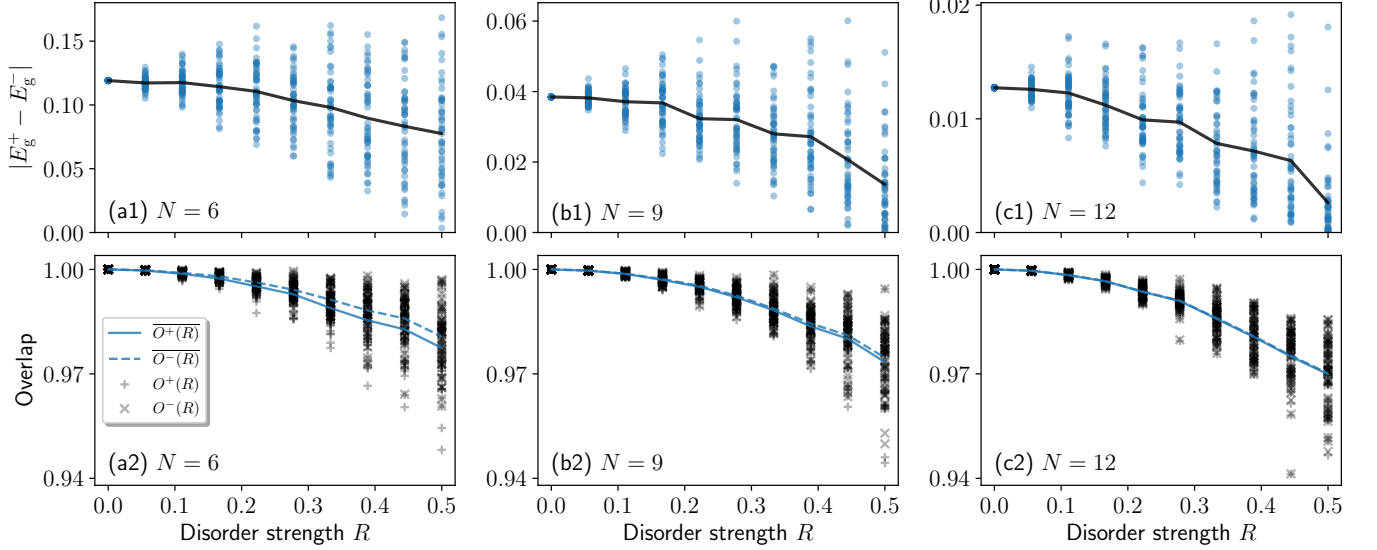 |E_g^+ − E_g^−|
0.15
0.10
0.05
0.00
(a1) N = 6
0.06
0.04
0.02
0.00
(b1) N = 9
0.02
0.01
0.00
(c1) N = 12
Overlap
1.00
0.97
0.94
\overline{O^+(R)}
\overline{O^−(R)}
O^+(R)
O^−(R)
(a2) N = 6
0.0 0.1 0.2 0.3 0.4 0.5
Disorder strength R
1.00
0.97
0.94
(b2) N = 9
0.0 0.1 0.2 0.3 0.4 0.5
Disorder strength R
1.00
0.97
0.94
(c2) N = 12
0.0 0.1 0.2 0.3 0.4 0.5
Disorder strength R